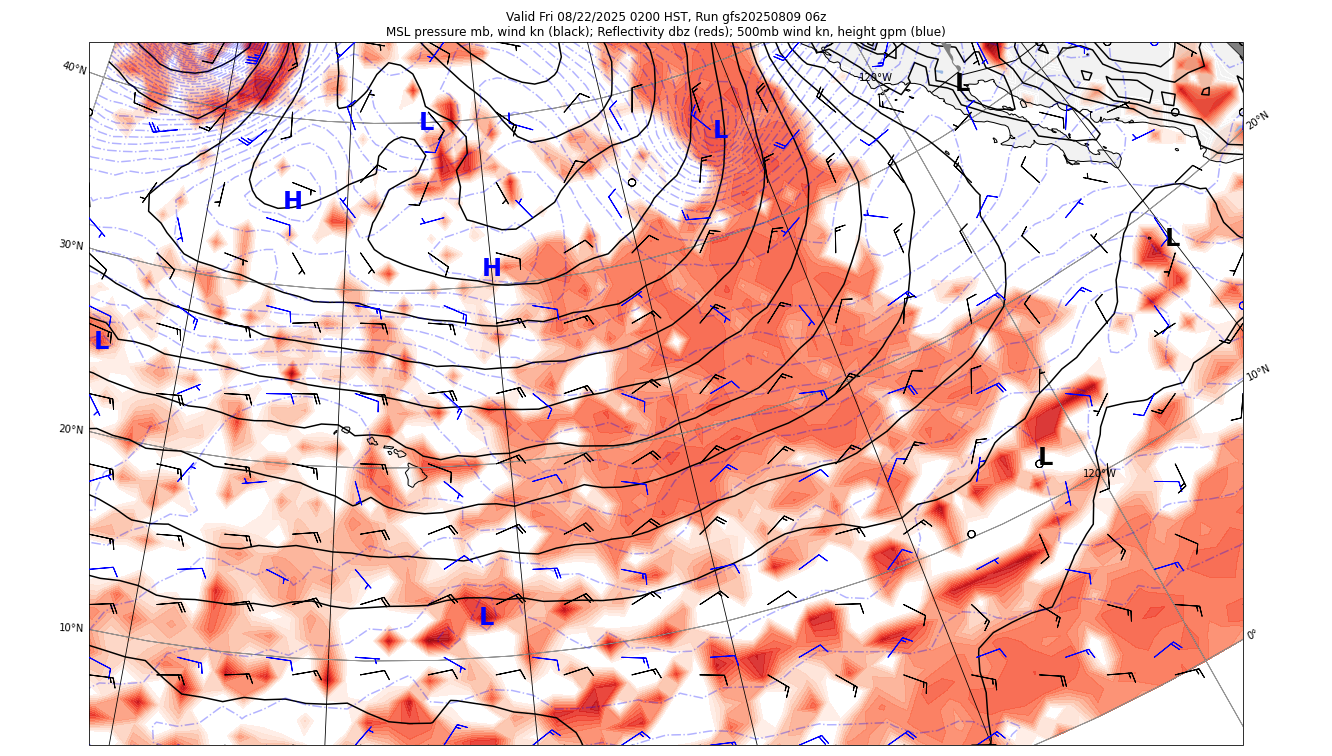 Valid Fri 08/22/2025 0200 HST, Run gfs20250809 06z
MSL pressure mb, wind kn (black); Reflectivity dbz (reds); 500mb wind kn, height gpm (blue)
40°N
120°W
L
20°N
L
L
H
30°N
L
H
L
10°N
20°N
L
120°W
L
10°N
0°